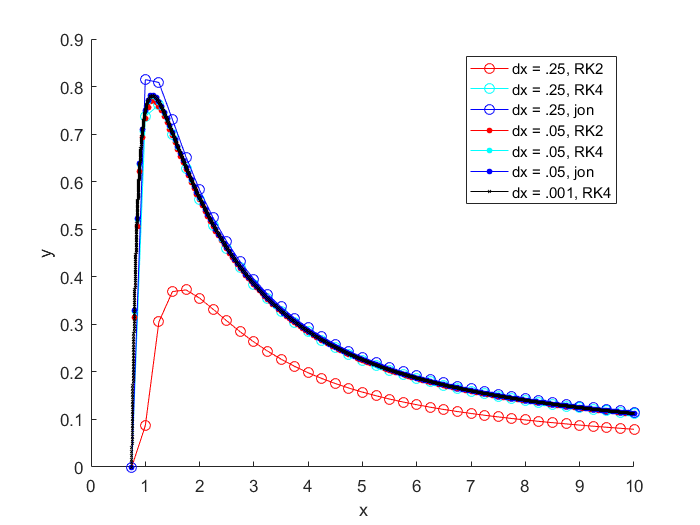 0.9
0.8
0.7
0.6
0.5
0.4
0.3
0.2
0.1
0
y
dx = .25, RK2
dx = .25, RK4
dx = .25, jon
dx = .05, RK2
dx = .05, RK4
dx = .05, jon
dx = .001, RK4
0 1 2 3 4 5 6 7 8 9 10
x